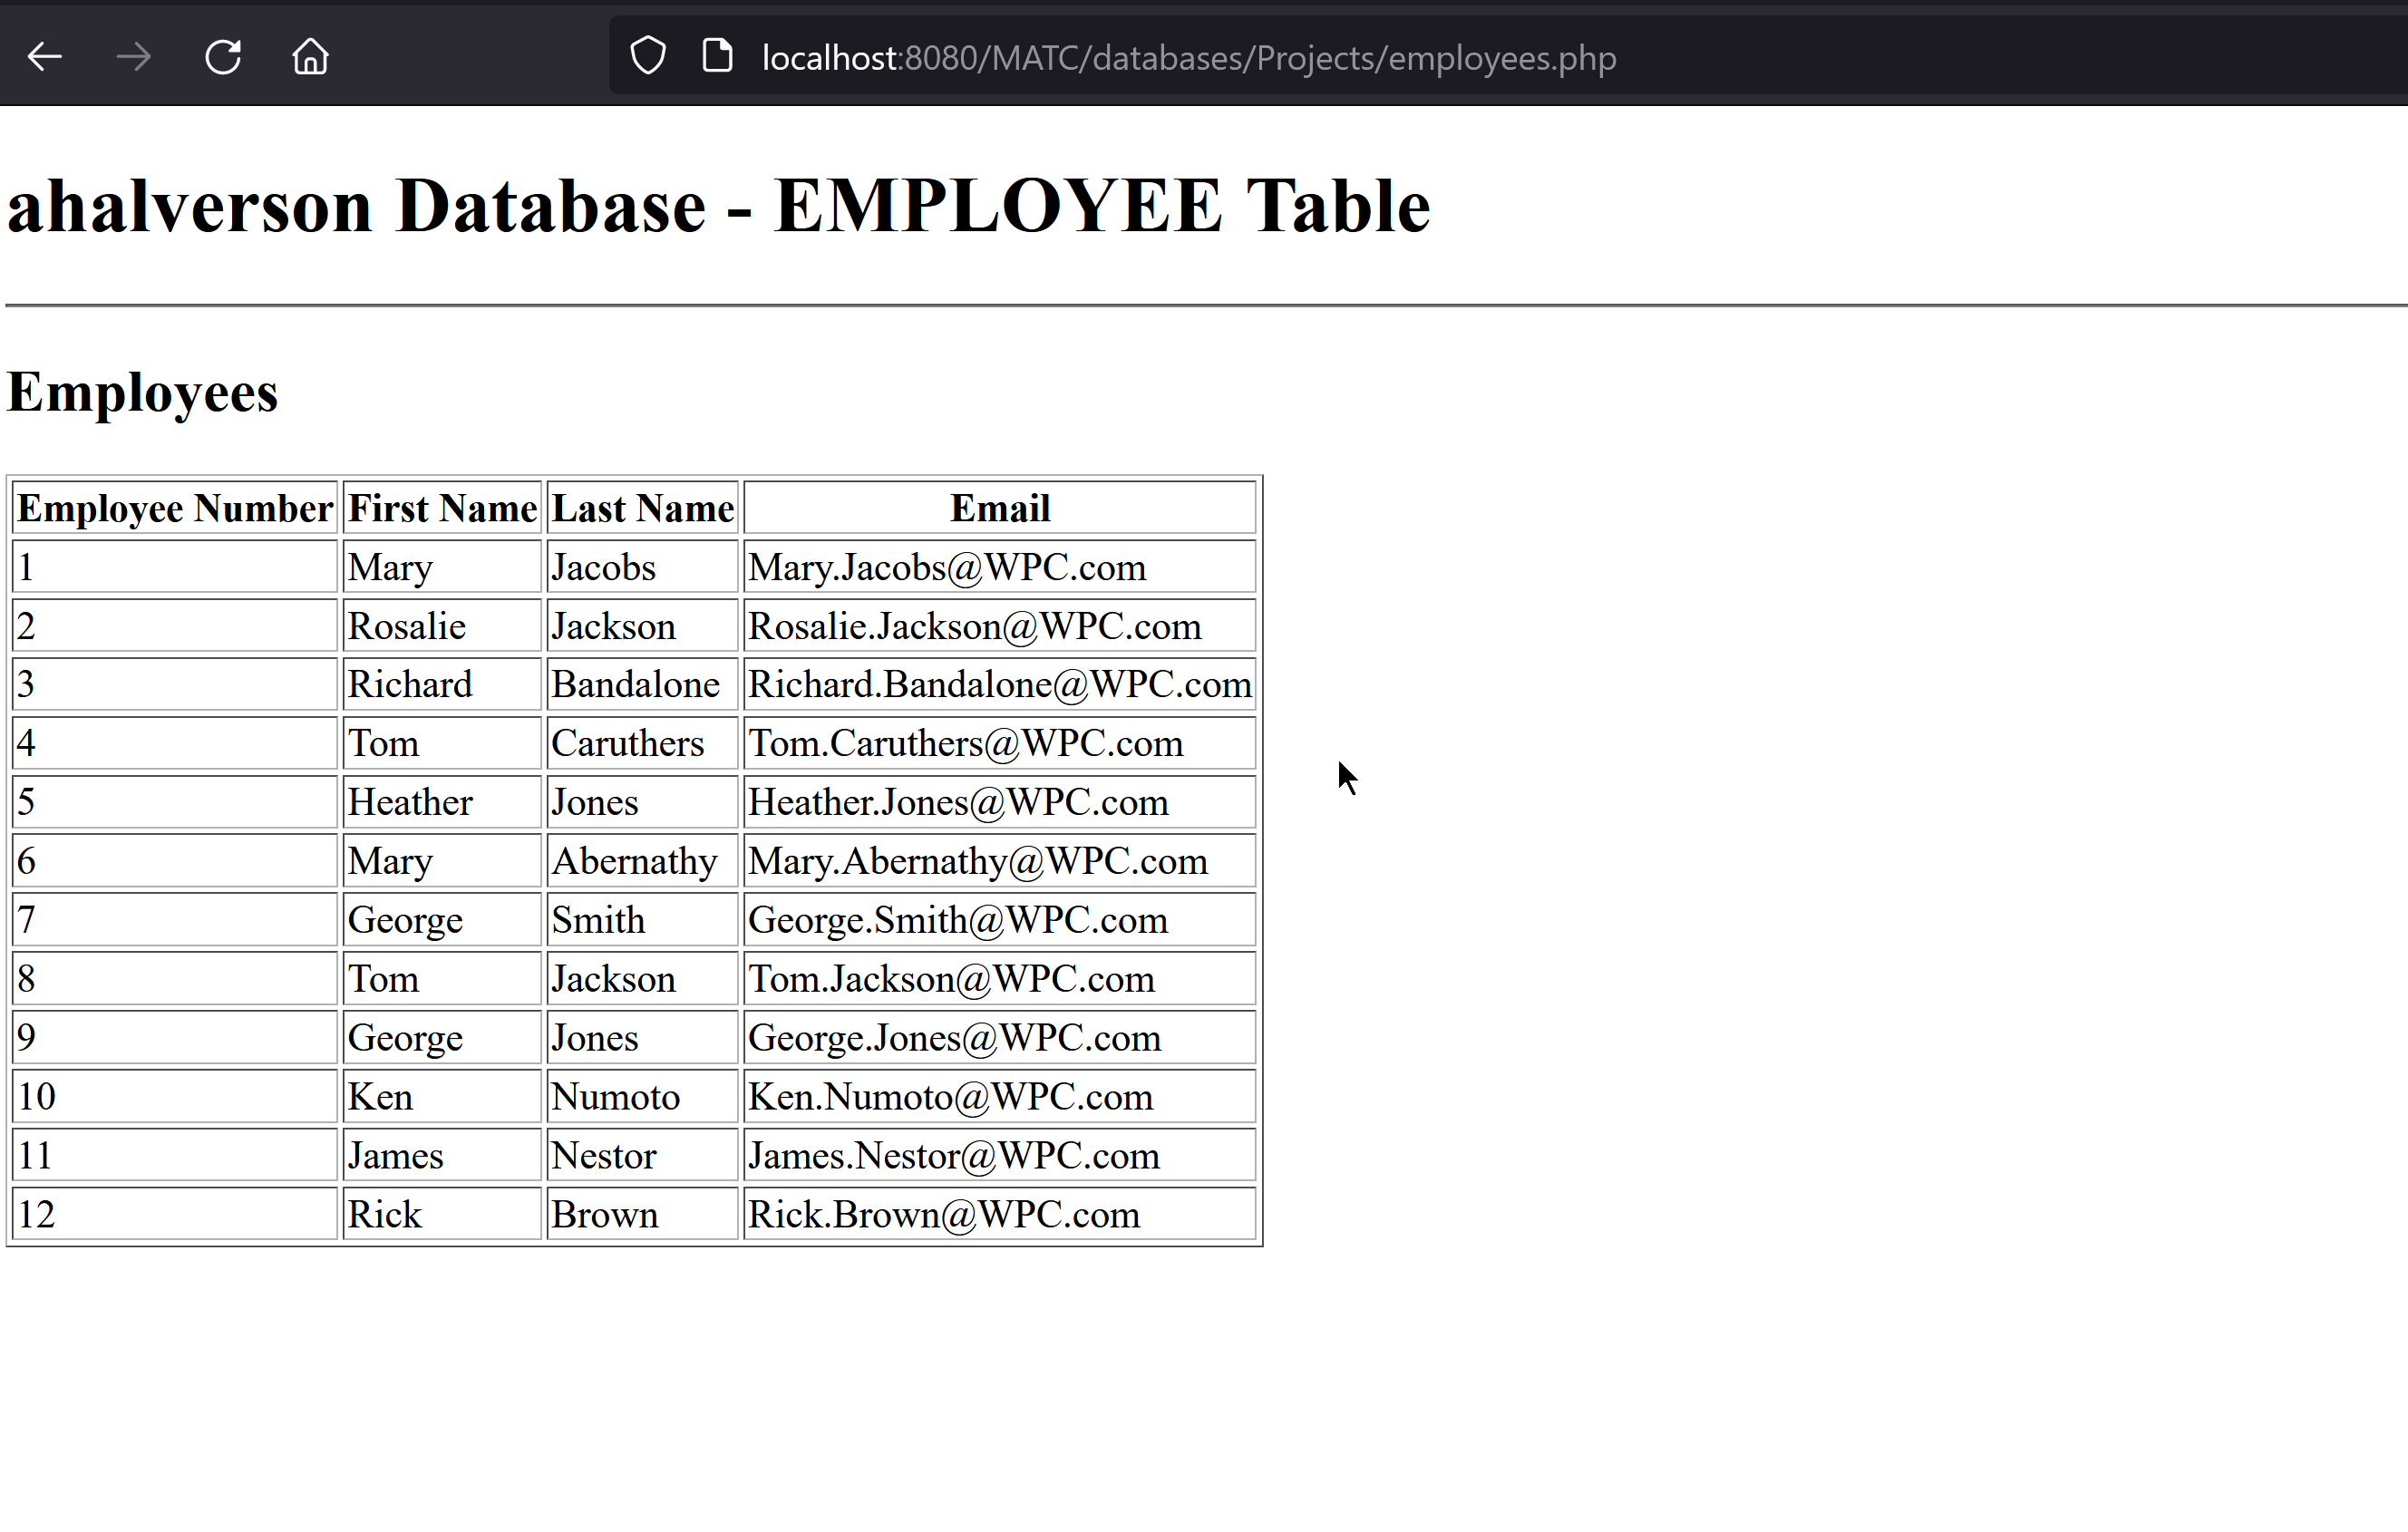 localhost:8080/MATC/databases/Projects/employees.php
ahalverson Database - EMPLOYEE Table
Employees
Employee Number First Name Last Name Email
1 Mary Jacobs Mary.Jacobs@WPC.com
2 Rosalie Jackson Rosalie.Jackson@WPC.com
3 Richard Bandalone Richard.Bandalone@WPC.com
4 Tom Caruthers Tom.Caruthers@WPC.com
5 Heather Jones Heather.Jones@WPC.com
6 Mary Abernathy Mary.Abernathy@WPC.com
7 George Smith George.Smith@WPC.com
8 Tom Jackson Tom.Jackson@WPC.com
9 George Jones George.Jones@WPC.com
10 Ken Numoto Ken.Numoto@WPC.com
11 James Nestor James.Nestor@WPC.com
12 Rick Brown Rick.Brown@WPC.com